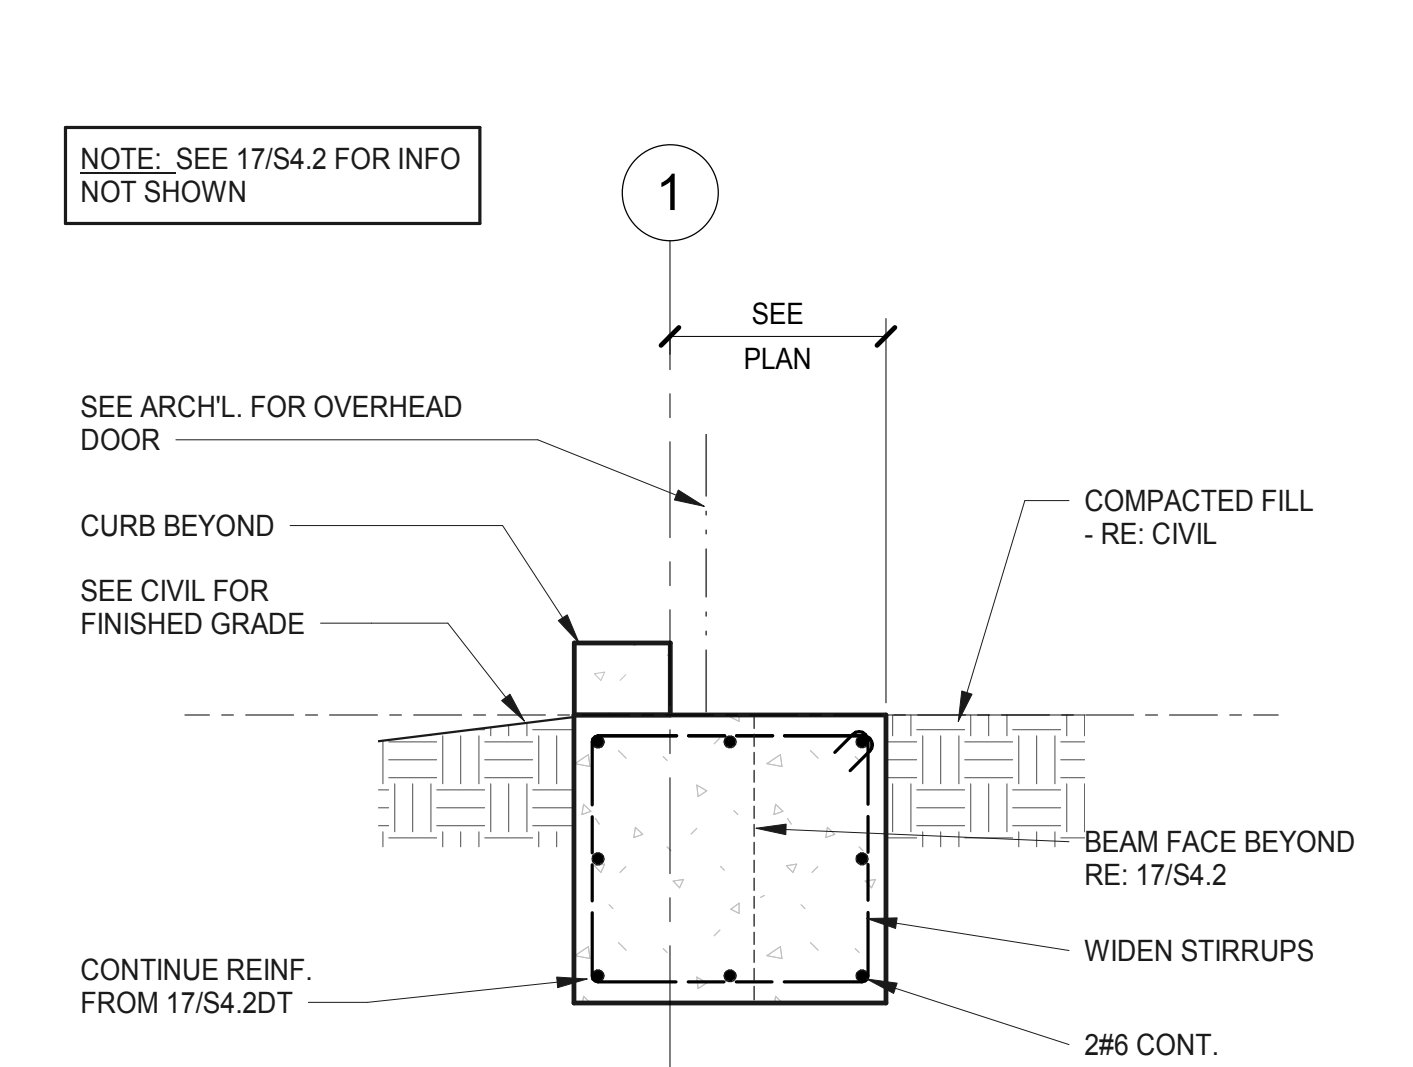 NOTE: SEE 17/S4.2 FOR INFO
NOT SHOWN
1
SEE
PLAN
SEE ARCH'L. FOR OVERHEAD
DOOR
CURB BEYOND
SEE CIVIL FOR
FINISHED GRADE
COMPACTED FILL
- RE: CIVIL
BEAM FACE BEYOND
RE: 17/S4.2
WIDEN STIRRUPS
CONTINUE REINF.
FROM 17/S4.2DT
2#6 CONT.